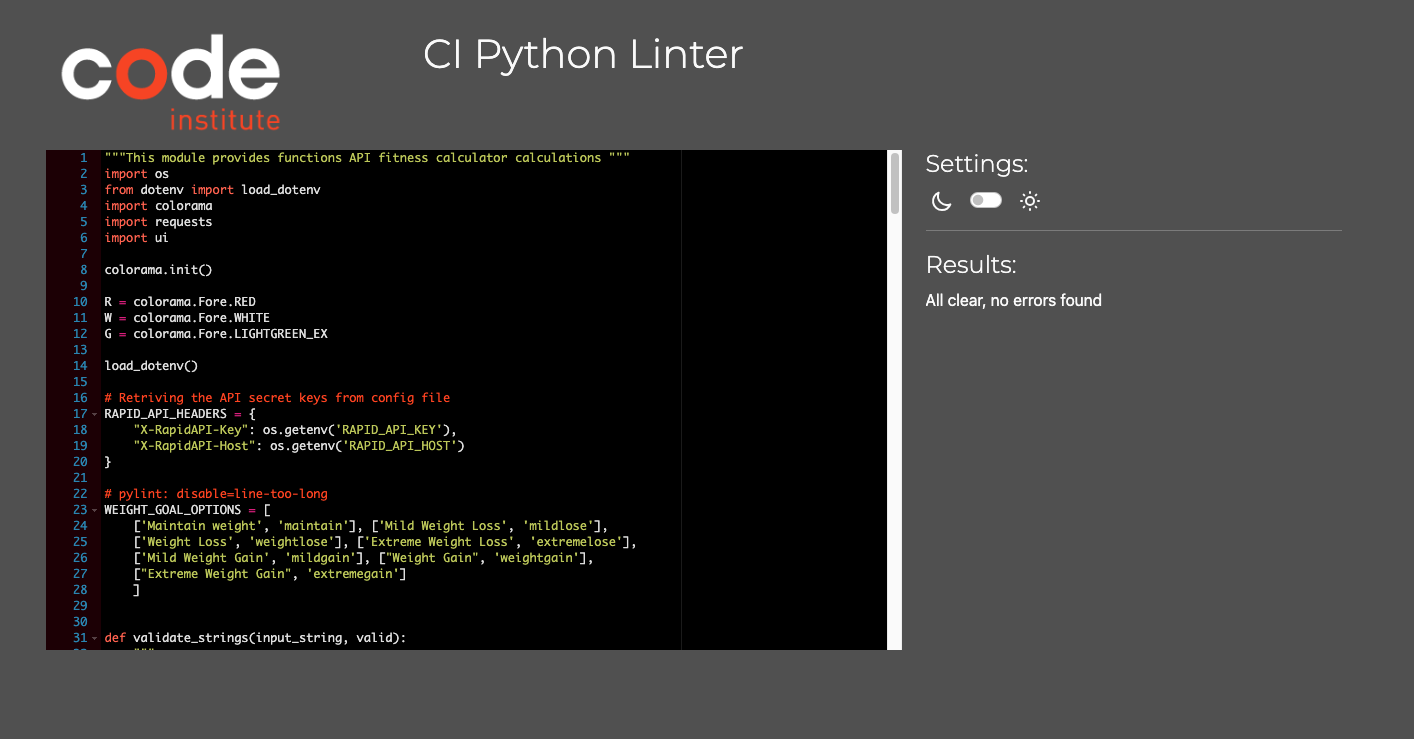 code
institute
CI Python Linter
1 """This module provides functions API fitness calculator calculations """
2 import os
3 from dotenv import load_dotenv
4 import colorama
5 import requests
6 import ui
7
8 colorama.init()
9
10 R = colorama.Fore.RED
11 W = colorama.Fore.WHITE
12 G = colorama.Fore.LIGHTGREEN_EX
13
14 load_dotenv()
15
16 # Retriving the API secret keys from config file
17 RAPID_API_HEADERS = {
18     "X-RapidAPI-Key": os.getenv('RAPID_API_KEY'),
19     "X-RapidAPI-Host": os.getenv('RAPID_API_HOST')
20 }
21
22 # pylint: disable=line-too-long
23 WEIGHT_GOAL_OPTIONS = [
24     ['Maintain weight', 'maintain'], ['Mild Weight Loss', 'mildlose'],
25     ['Weight Loss', 'weightlose'], ['Extreme Weight Loss', 'extremelose'],
26     ['Mild Weight Gain', 'mildgain'], ["Weight Gain", 'weightgain'],
27     ["Extreme Weight Gain", 'extremegain']
28     ]
29
30
31 def validate_strings(input_string, valid):
Settings:
Results:
All clear, no errors found